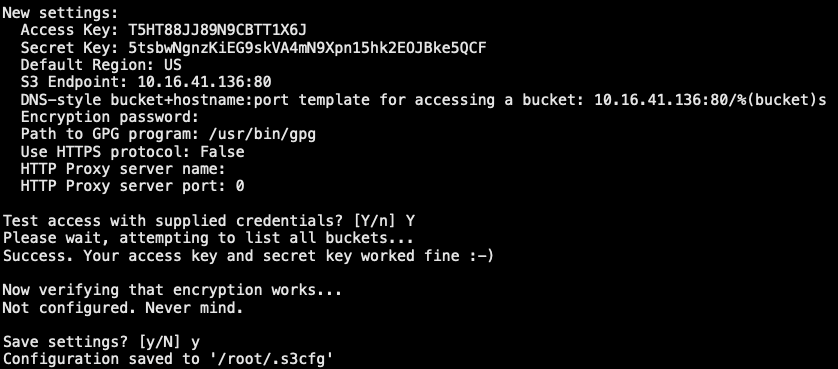 New settings:
  Access Key: T5HT88JJ89N9CBTT1X6J
  Secret Key: 5tsbwNgnzKiEG9skVA4mN9Xpn15hk2EOJBke5QCF
  Default Region: US
  S3 Endpoint: 10.16.41.136:80
  DNS-style bucket+hostname:port template for accessing a bucket: 10.16.41.136:80/%(bucket)s
  Encryption password:
  Path to GPG program: /usr/bin/gpg
  Use HTTPS protocol: False
  HTTP Proxy server name:
  HTTP Proxy server port: 0

Test access with supplied credentials? [Y/n] Y
Please wait, attempting to list all buckets...
Success. Your access key and secret key worked fine :-)

Now verifying that encryption works...
Not configured. Never mind.

Save settings? [y/N] y
Configuration saved to '/root/.s3cfg'